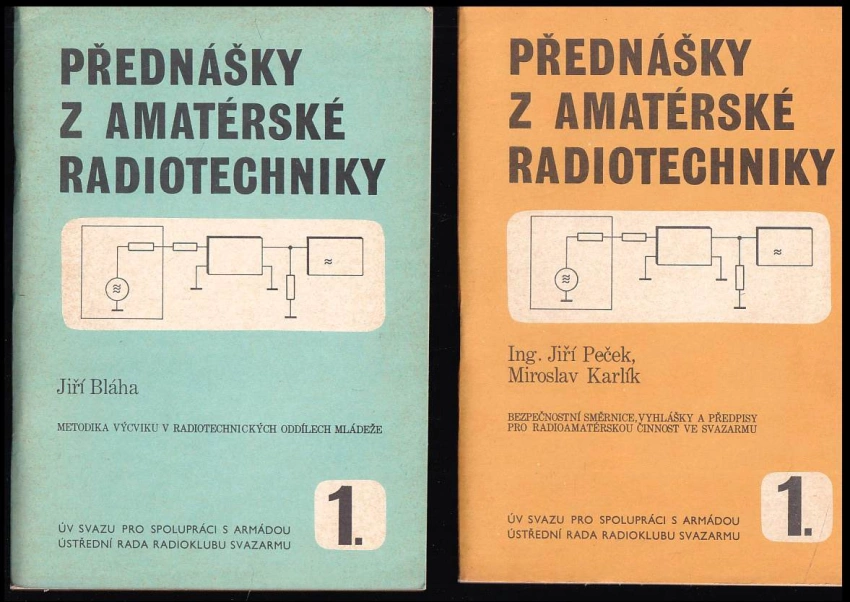 PŘEDNÁŠKY
Z AMATÉRSKÉ
RADIOTECHNIKY
≈
≈
Jiří Bláha
METODIKA VÝCVIKU V RADIOTECHNICKÝCH ODDÍLECH MLÁDEŽE
1.
ÚV SVAZU PRO SPOLUPRÁCI S ARMÁDOU
ÚSTŘEDNÍ RADA RADIOKLUBU SVAZARMU
PŘEDNÁŠKY
Z AMATÉRSKÉ
RADIOTECHNIKY
≈
≈
Ing. Jiří Peček,
Miroslav Karlík
BEZPEČNOSTNÍ SMĚRNICE, VYHLÁŠKY A PŘEDPISY
PRO RADIOAMATÉRSKOU ČINNOST VE SVAZARMU
1.
ÚV SVAZU PRO SPOLUPRÁCI S ARMÁDOU
ÚSTŘEDNÍ RADA RADIOKLUBU SVAZARMU